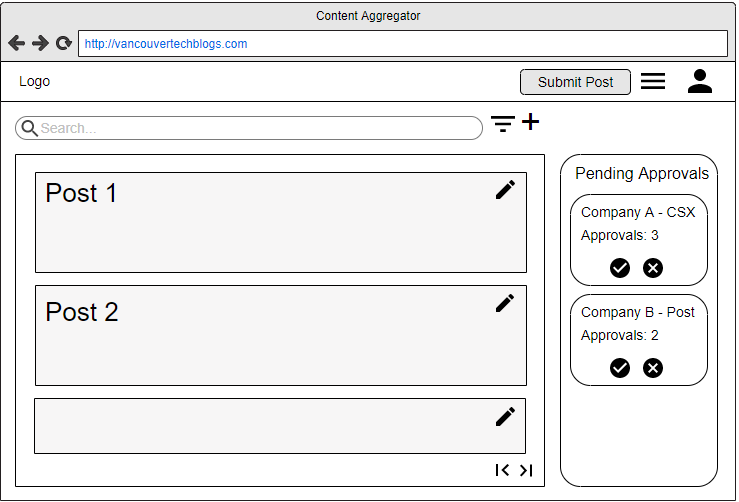 Content Aggregator
http://vancouvertechblogs.com
Logo
Submit Post
Search...
Post 1
Post 2
Pending Approvals
Company A - CSX
Approvals: 3
Company B - Post
Approvals: 2